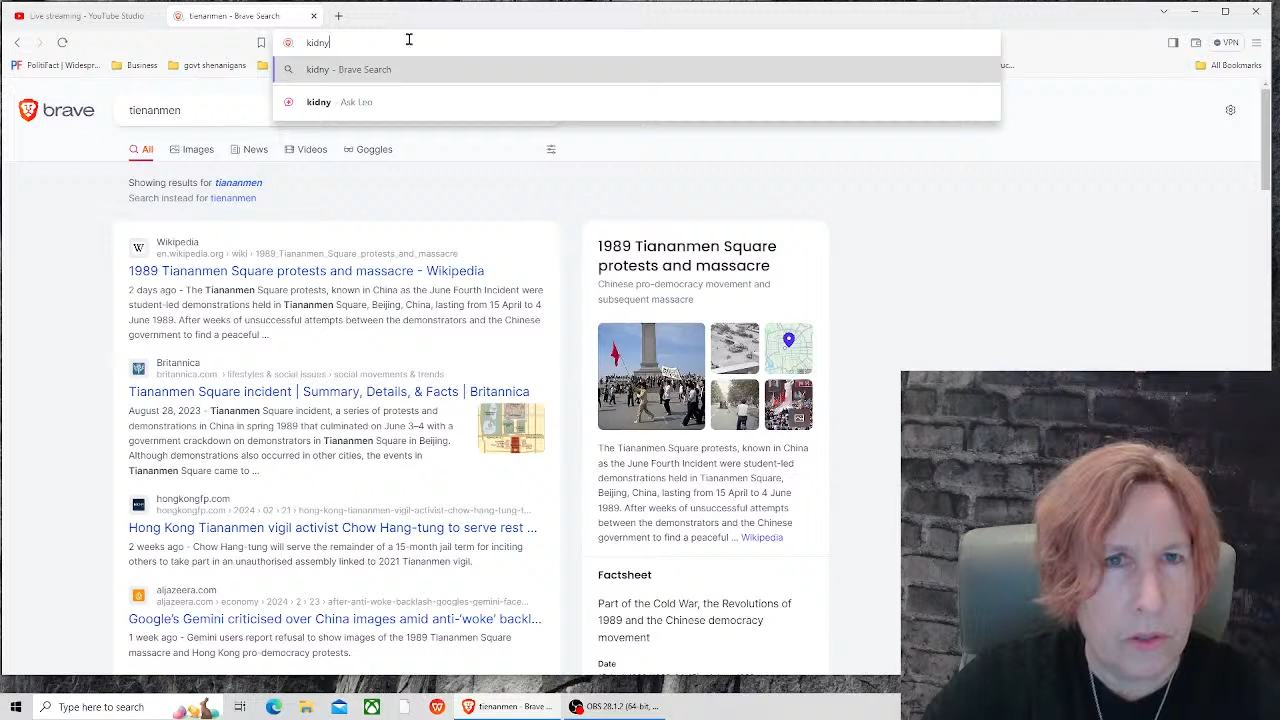 Live streaming - YouTube Studio
tienanmen - Brave Search
kidny
VPN
PolitiFact | Widespr...
Business
govt shenanigans
uc...
All Bookmarks
kidny - Brave Search
kidny - Ask Leo
brave
tienanmen
All
Images
News
Videos
Goggles
Showing results for tiananmen
Search instead for tienanmen
W
Wikipedia
en.wikipedia.org › wiki › 1989_Tiananmen_Square_protests_and_massacre
1989 Tiananmen Square protests and massacre - Wikipedia
2 days ago - The Tiananmen Square protests, known in China as the June Fourth Incident were
student-led demonstrations held in Tiananmen Square, Beijing, China, lasting from 15 April to 4
June 1989. After weeks of unsuccessful attempts between the demonstrators and the Chinese
government to find a peaceful ...
Britannica
britannica.com › lifestyles & social issues › social movements & trends
Tiananmen Square incident | Summary, Details, & Facts | Britannica
August 28, 2023 - Tiananmen Square incident, a series of protests and
demonstrations in China in spring 1989 that culminated on June 3–4 with a
government crackdown on demonstrators in Tiananmen Square in Beijing.
Although demonstrations also occurred in other cities, the events in
Tiananmen Square came to ...
hongkongfp.com
hongkongfp.com › 2024 › 02 › 21 › hong-kong-tiananmen-vigil-activist-chow-hang-tung-t...
Hong Kong Tiananmen vigil activist Chow Hang-tung to serve rest ...
2 weeks ago - Chow Hang-tung will serve the remainder of a 15-month jail term for inciting
others to take part in an unauthorised assembly linked to 2021 Tiananmen vigil.
aljazeera.com
aljazeera.com › economy › 2024 › 2 › 23 › after-anti-woke-backlash-googles-gemini-face...
Google's Gemini criticised over China images amid anti-'woke' backl...
1 week ago - Gemini users report refusal to show images of the 1989 Tiananmen Square
massacre and Hong Kong pro-democracy protests.
1989 Tiananmen Square
protests and massacre
Chinese pro-democracy movement and
subsequent massacre
The Tiananmen Square protests, known in China
as the June Fourth Incident were student-led
demonstrations held in Tiananmen Square,
Beijing, China, lasting from 15 April to 4 June
1989. After weeks of unsuccessful attempts
between the demonstrators and the Chinese
government to find a peaceful ... Wikipedia
Factsheet
Part of the Cold War, the Revolutions of
1989 and the Chinese democracy
movement
Date
Type here to search
tienanmen - Brave ...
OBS 28.1.2 (64-bit, ...